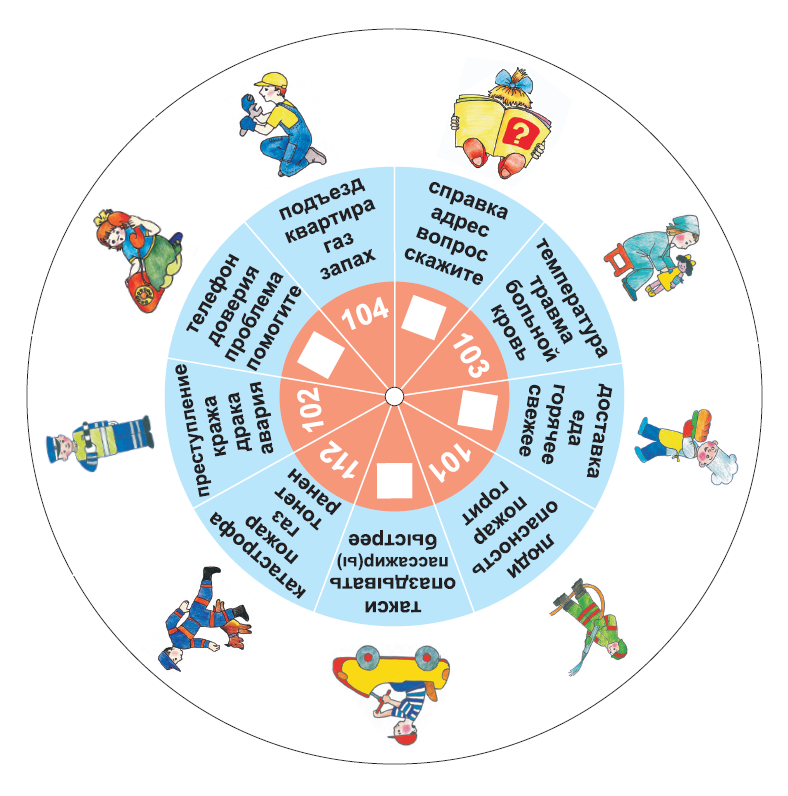 ?
справка
адрес
вопрос
скажите
температура
травма
больной
кровь
103
доставка
еда
горячее
свежее
люди
опасность
пожар
горит
101
такси
опаздывать
пассажир(ы)
быстрее
катастрофа
пожар
газ
тонет
ранен
112
преступление
кража
драка
авария
102
телефон
доверия
проблема
помогите
подъезд
квартира
газ
запах
104